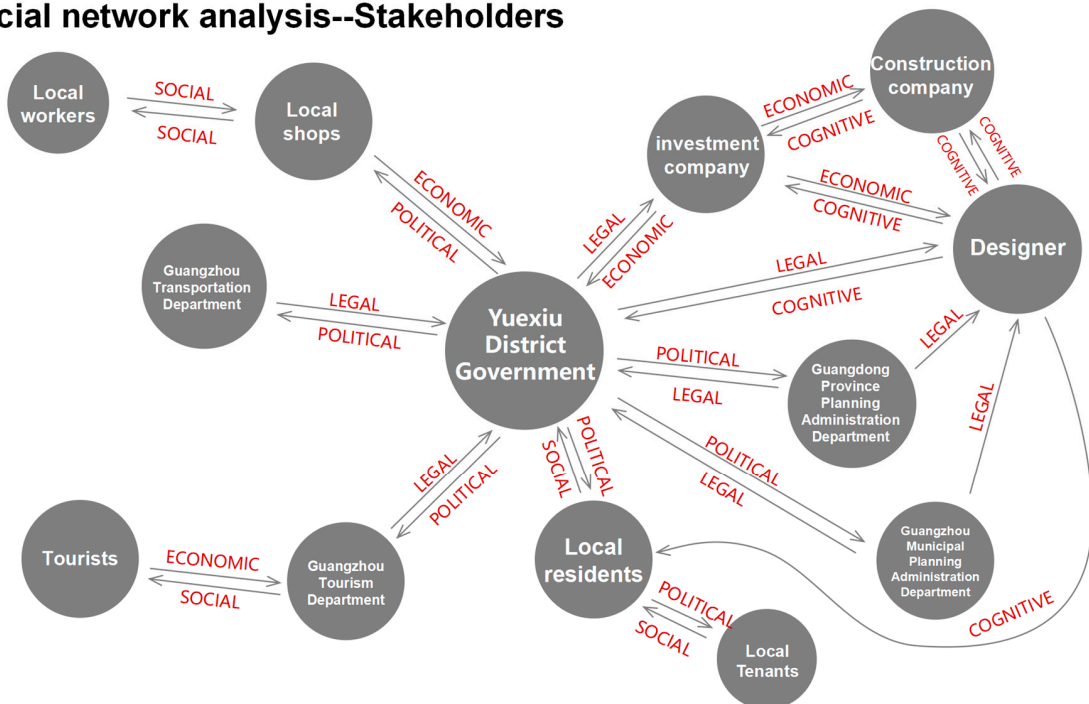 cial network analysis--Stakeholders
Local
workers
SOCIAL
SOCIAL
Local
shops
ECONOMIC
POLITICAL
investment
company
ECONOMIC
COGNITIVE
Construction
company
COGNITIVE
COGNITIVE
ECONOMIC
COGNITIVE
Designer
LEGAL
ECONOMIC
LEGAL
COGNITIVE
Guangzhou
Transportation
Department
LEGAL
POLITICAL
Yuexiu
District
Government
POLITICAL
LEGAL
Guangdong
Province
Planning
Administration
Department
LEGAL
LEGAL
POLITICAL
LEGAL
Guangzhou
Municipal
Planning
Administration
Department
LEGAL
POLITICAL
SOCIAL
POLITICAL
Tourists
ECONOMIC
SOCIAL
Guangzhou
Tourism
Department
Local
residents
POLITICAL
SOCIAL
Local
Tenants
COGNITIVE